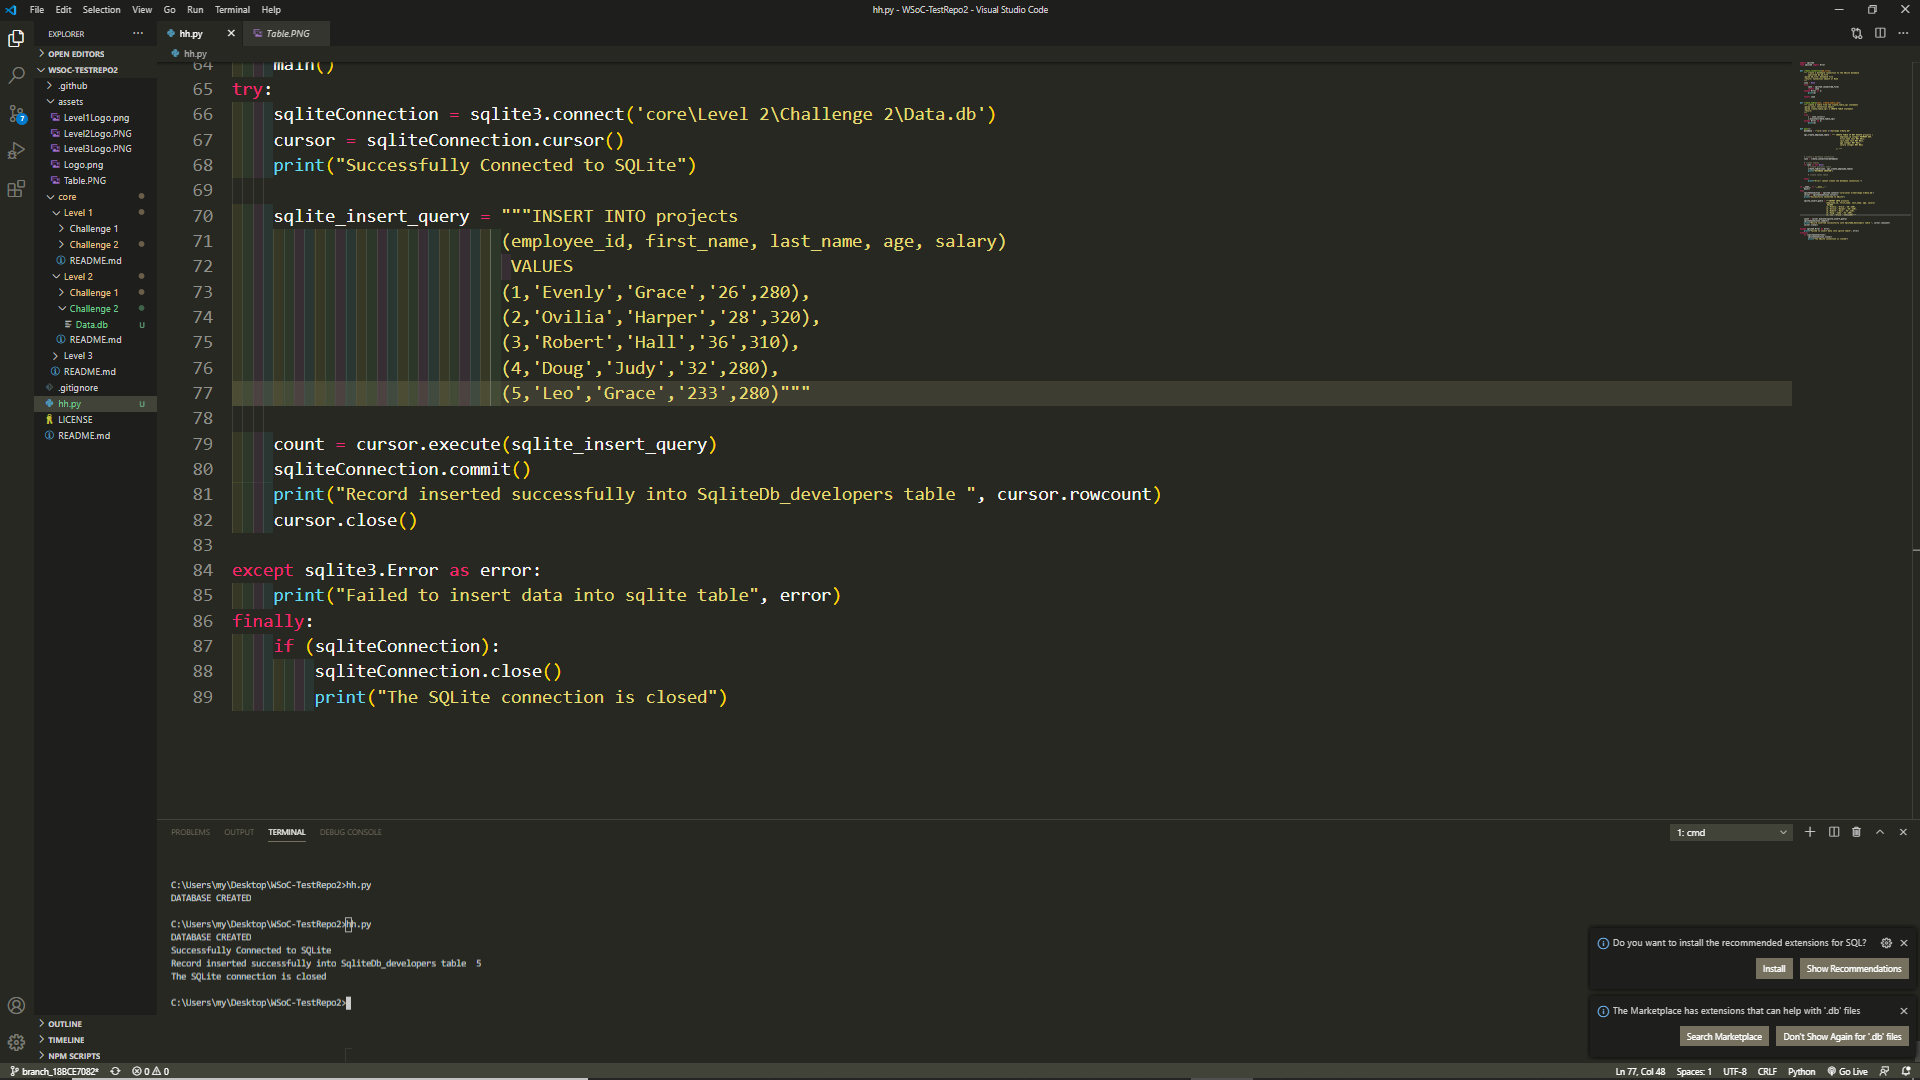 File Edit Selection View Go Run Terminal Help
hh.py - WSoC-TestRepo2 - Visual Studio Code
EXPLORER
OPEN EDITORS
WSOC-TESTREPO2
.github
assets
Level1Logo.png
Level2Logo.PNG
Level3Logo.PNG
Logo.png
Table.PNG
core
Level 1
Challenge 1
Challenge 2
README.md
Level 2
Challenge 1
Challenge 2
Data.db U
README.md
Level 3
README.md
.gitignore
hh.py U
LICENSE
README.md
OUTLINE
TIMELINE
NPM SCRIPTS
7
hh.py
Table.PNG
hh.py
64 main()
65 try:
66 sqliteConnection = sqlite3.connect('core\Level 2\Challenge 2\Data.db')
67 cursor = sqliteConnection.cursor()
68 print("Successfully Connected to SQLite")
69
70 sqlite_insert_query = """INSERT INTO projects
71 (employee_id, first_name, last_name, age, salary)
72 VALUES
73 (1,'Evenly','Grace','26',280),
74 (2,'Ovilia','Harper','28',320),
75 (3,'Robert','Hall','36',310),
76 (4,'Doug','Judy','32',280),
77 (5,'Leo','Grace','233',280)"""
78
79 count = cursor.execute(sqlite_insert_query)
80 sqliteConnection.commit()
81 print("Record inserted successfully into SqliteDb_developers table ", cursor.rowcount)
82 cursor.close()
83
84 except sqlite3.Error as error:
85 print("Failed to insert data into sqlite table", error)
86 finally:
87 if (sqliteConnection):
88 sqliteConnection.close()
89 print("The SQLite connection is closed")
PROBLEMS OUTPUT TERMINAL DEBUG CONSOLE
1: cmd
C:\Users\my\Desktop\WSoC-TestRepo2>hh.py
DATABASE CREATED
C:\Users\my\Desktop\WSoC-TestRepo2>hh.py
DATABASE CREATED
Successfully Connected to SQLite
Record inserted successfully into SqliteDb_developers table  5
The SQLite connection is closed
C:\Users\my\Desktop\WSoC-TestRepo2>
Do you want to install the recommended extensions for SQL?
Install Show Recommendations
The Marketplace has extensions that can help with '.db' files
Search Marketplace Don't Show Again for '.db' files
branch_18BCE7082* 0 0
Ln 77, Col 48 Spaces: 1 UTF-8 CRLF Python Go Live